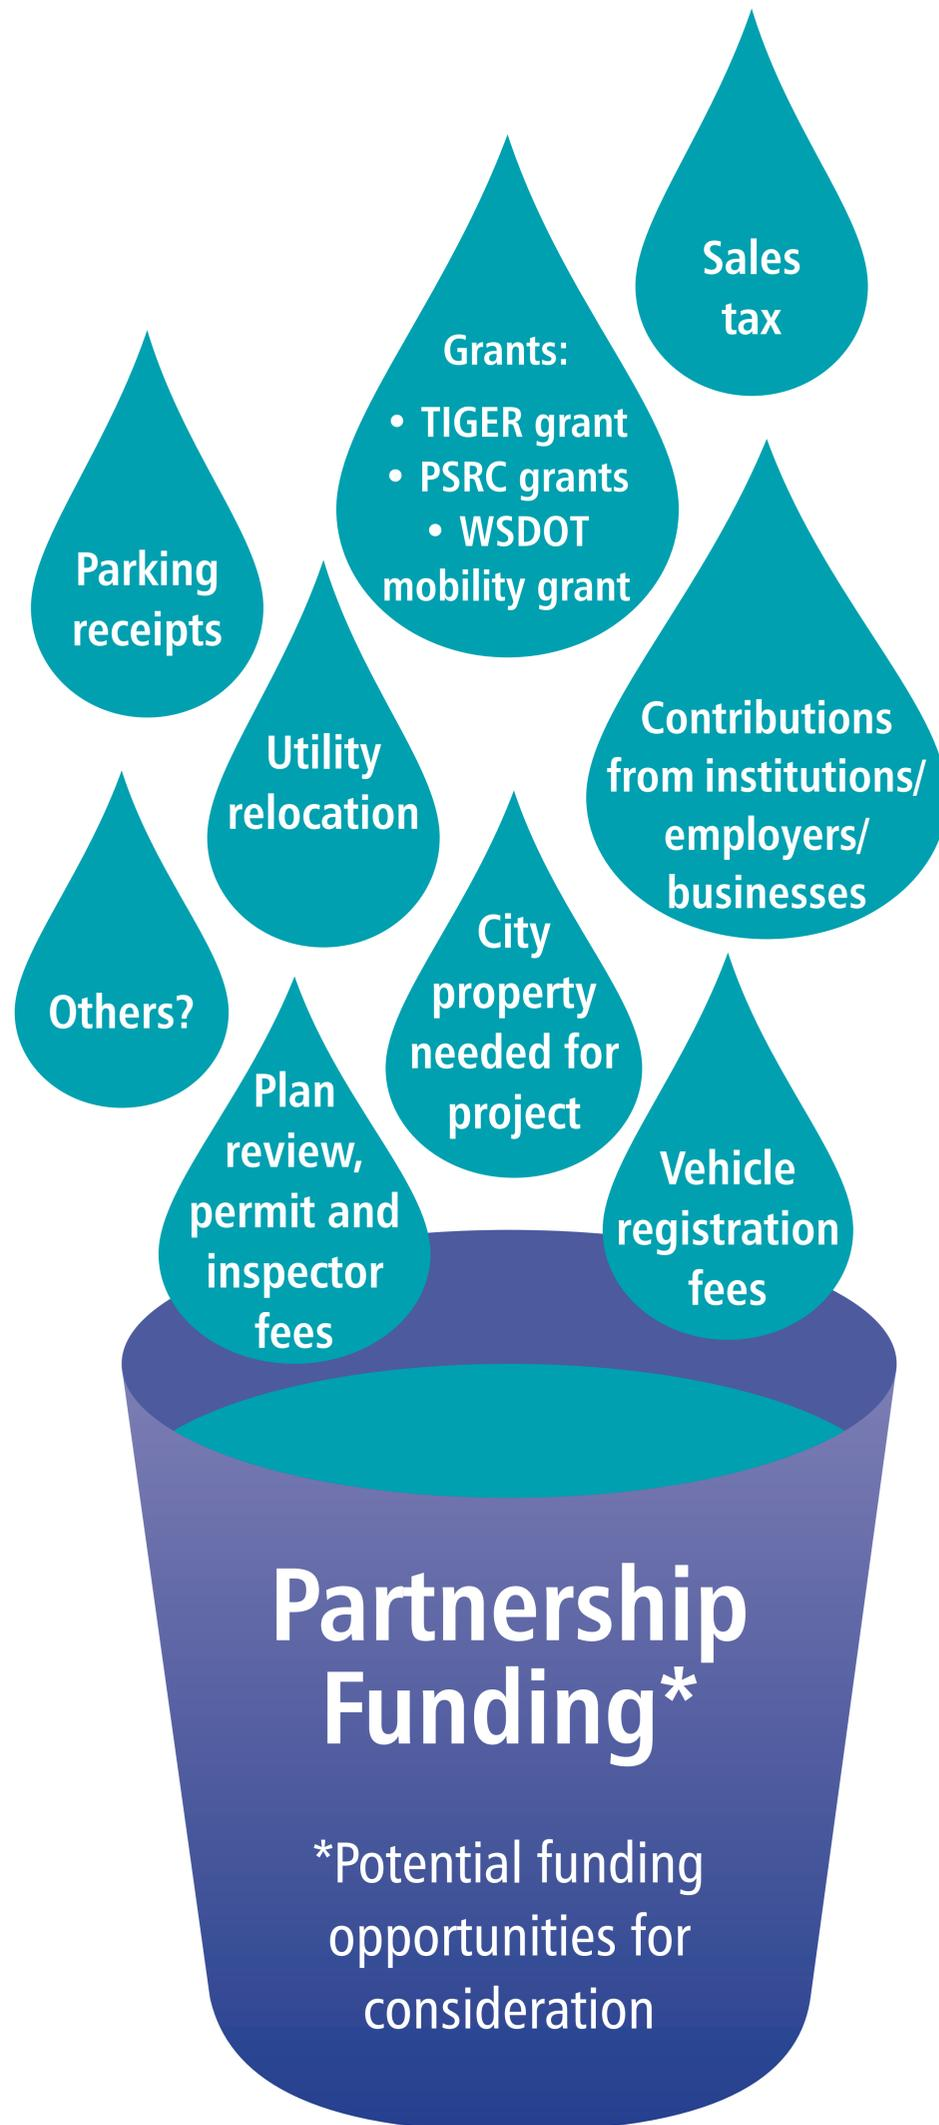 Sales
tax
Grants:
• TIGER grant
• PSRC grants
• WSDOT
mobility grant
Parking
receipts
Contributions
from institutions/
employers/
businesses
Utility
relocation
City
property
needed for
project
Others?
Plan
review,
permit and
inspector
fees
Vehicle
registration
fees
Partnership
Funding*
*Potential funding
opportunities for
consideration